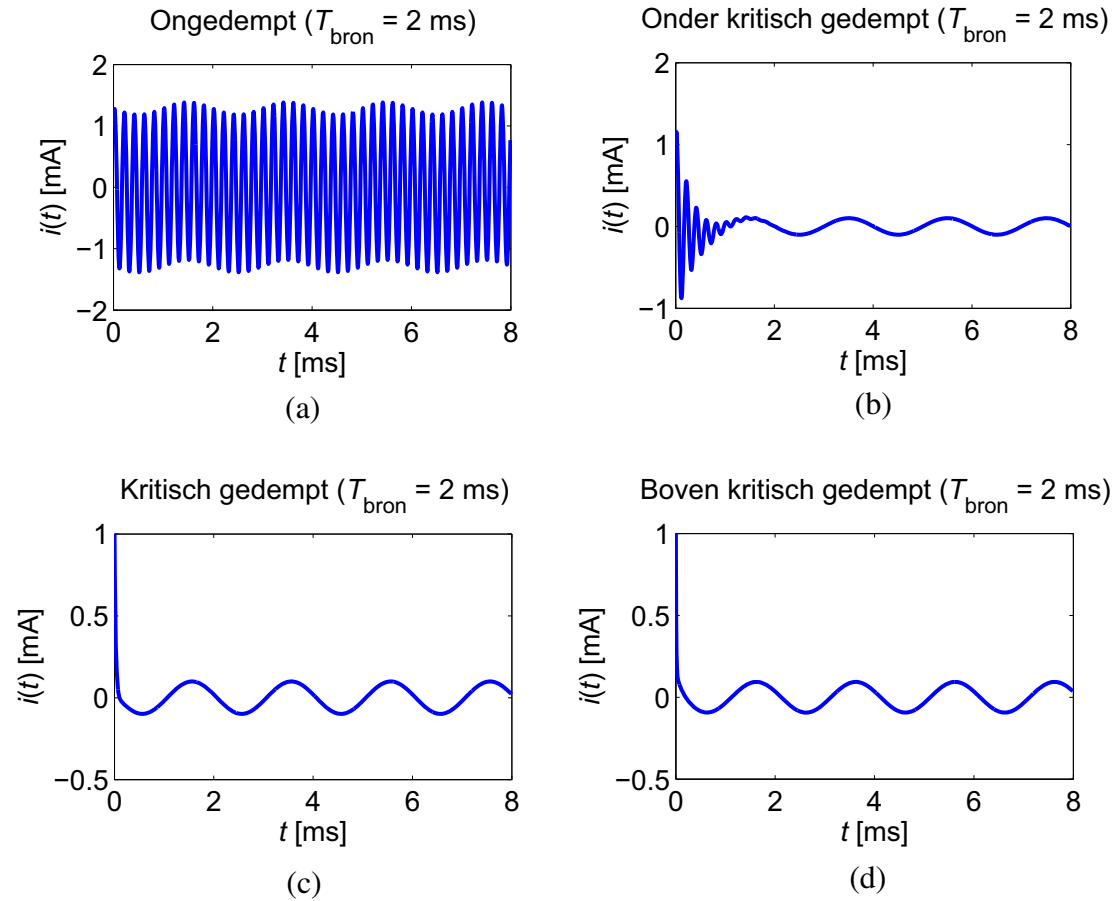 Ongedempt (T_bron = 2 ms)
2
1
0
−1
−2
i(t) [mA]
0 2 4 6 8
t [ms]
(a)
Onder kritisch gedempt (T_bron = 2 ms)
2
1
0
−1
i(t) [mA]
0 2 4 6 8
t [ms]
(b)
Kritisch gedempt (T_bron = 2 ms)
1
0.5
0
−0.5
i(t) [mA]
0 2 4 6 8
t [ms]
(c)
Boven kritisch gedempt (T_bron = 2 ms)
1
0.5
0
−0.5
i(t) [mA]
0 2 4 6 8
t [ms]
(d)